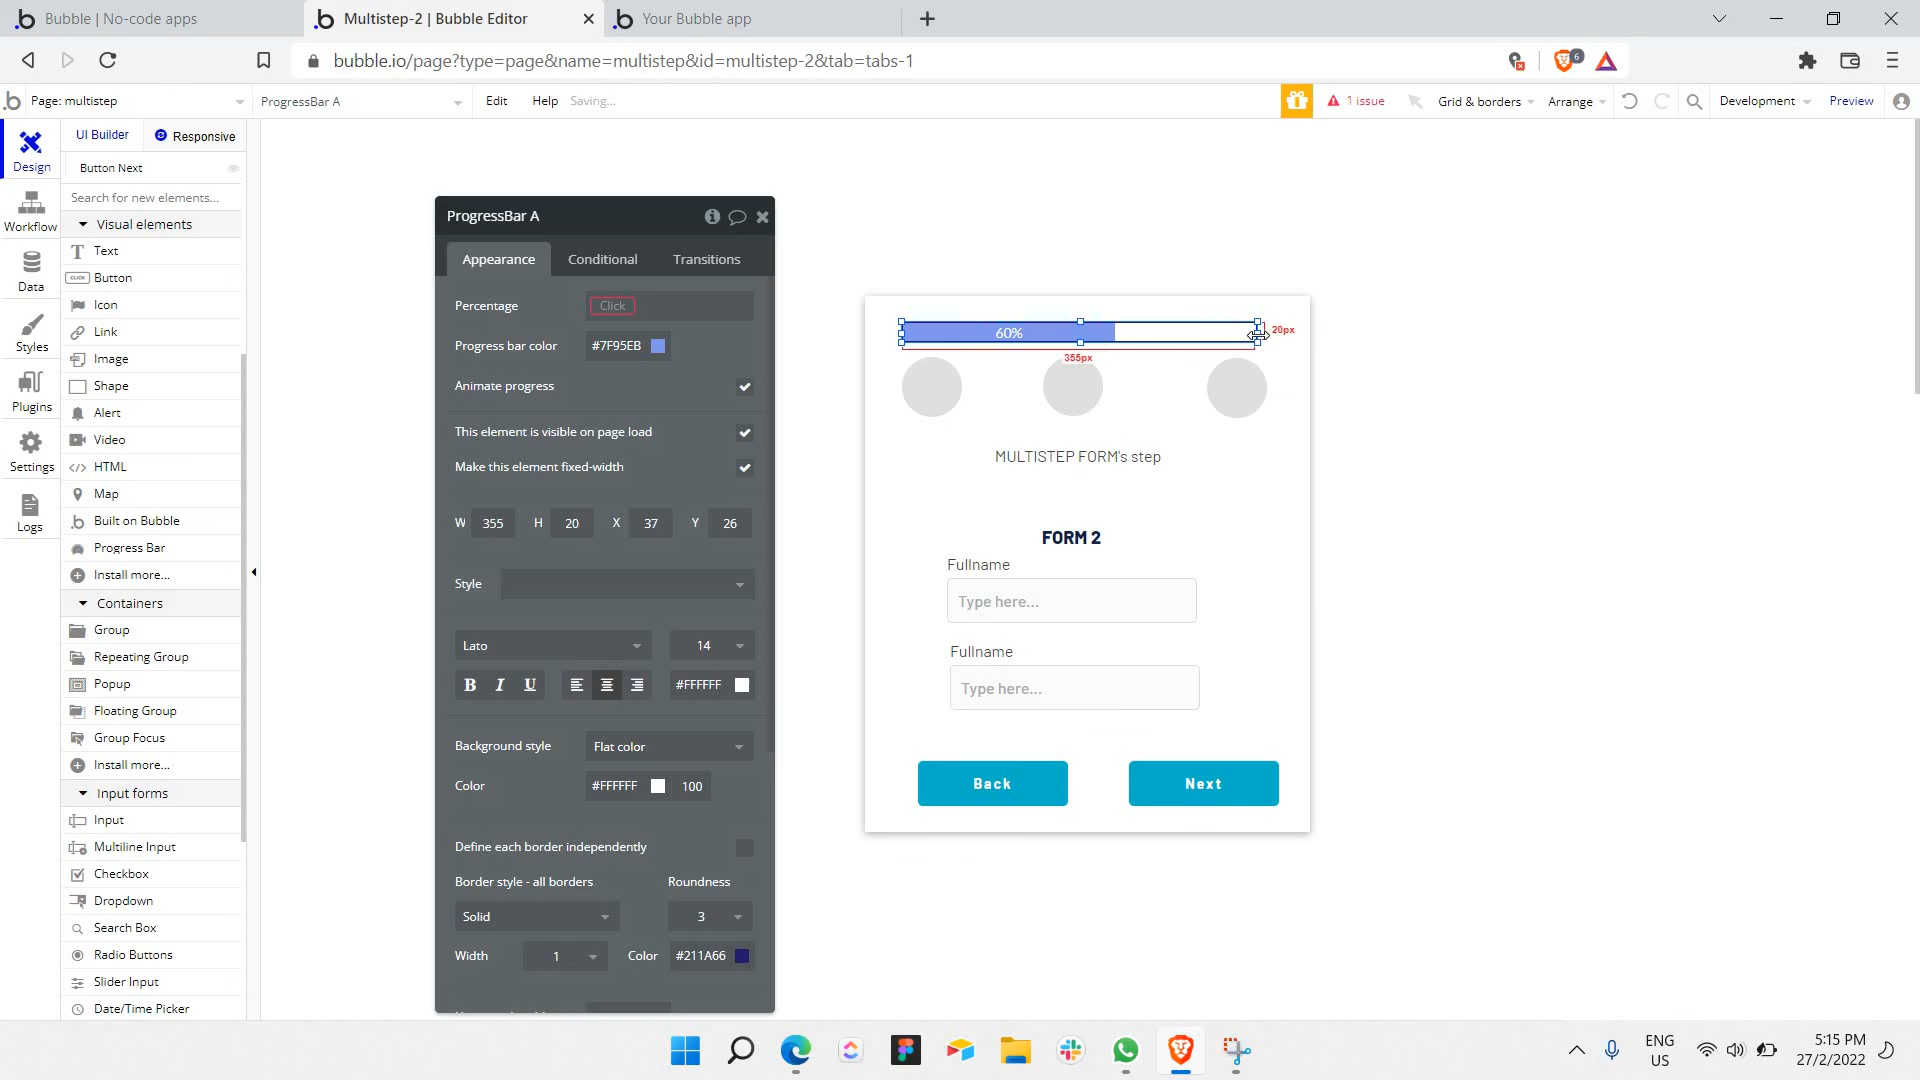 Bubble | No-code apps
Multistep-2 | Bubble Editor
Your Bubble app
bubble.io/page?type=page&name=multistep&id=multistep-2&tab=tabs-1
6
Page: multistep
ProgressBar A
Edit
Help
Saving...
1 issue
Grid & borders
Arrange
Development
Preview
Design
Workflow
Data
Styles
Plugins
Settings
Logs
UI Builder
Responsive
Button Next
Search for new elements...
Visual elements
Text
CLICK
Button
Icon
Link
Image
Shape
Alert
Video
HTML
Map
Built on Bubble
Progress Bar
Install more...
Containers
Group
Repeating Group
Popup
Floating Group
Group Focus
Install more...
Input forms
Input
Multiline Input
Checkbox
Dropdown
Search Box
Radio Buttons
Slider Input
Date/Time Picker
ProgressBar A
Appearance
Conditional
Transitions
Percentage
Click
Progress bar color
#7F95EB
Animate progress
This element is visible on page load
Make this element fixed-width
W 355 H 20 X 37 Y 26
Style
Lato
14
B I U
#FFFFFF
Background style
Flat color
Color
#FFFFFF
100
Define each border independently
Border style - all borders
Roundness
Solid
3
Width
1
Color
#211A66
60%
20px
355px
MULTISTEP FORM's step
FORM 2
Fullname
Type here...
Fullname
Type here...
Back
Next
ENG
US
5:15 PM
27/2/2022